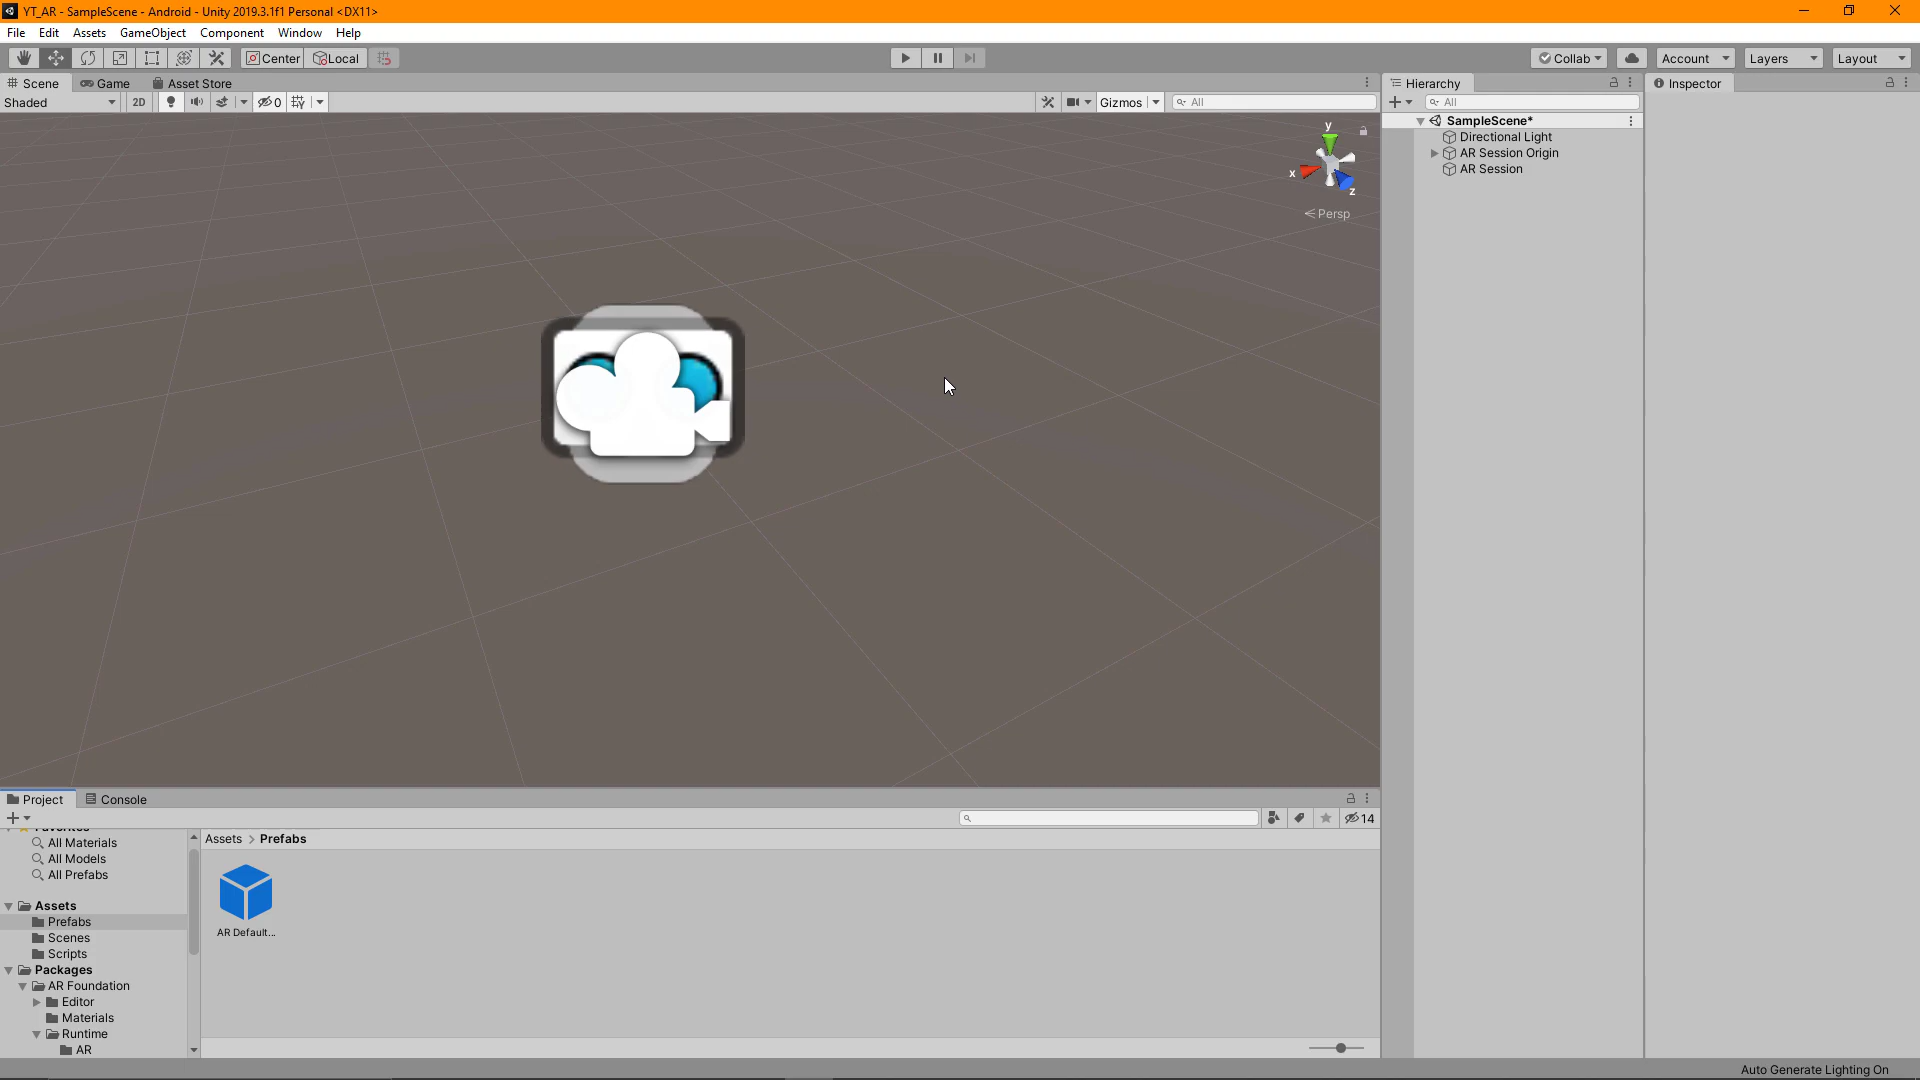 YT_AR - SampleScene - Android - Unity 2019.3.1f1 Personal <DX11>
File Edit Assets GameObject Component Window Help
Center Local
Collab Account Layers Layout
Scene Game Asset Store
Hierarchy
Inspector
Shaded 2D 0 Gizmos All
All
SampleScene*
Directional Light
AR Session Origin
AR Session
y
x
z
Persp
Project Console
14
Favorites
All Materials
All Models
All Prefabs
Assets
Prefabs
Scenes
Scripts
Packages
AR Foundation
Editor
Materials
Runtime
AR
Assets > Prefabs
AR Default...
Auto Generate Lighting On